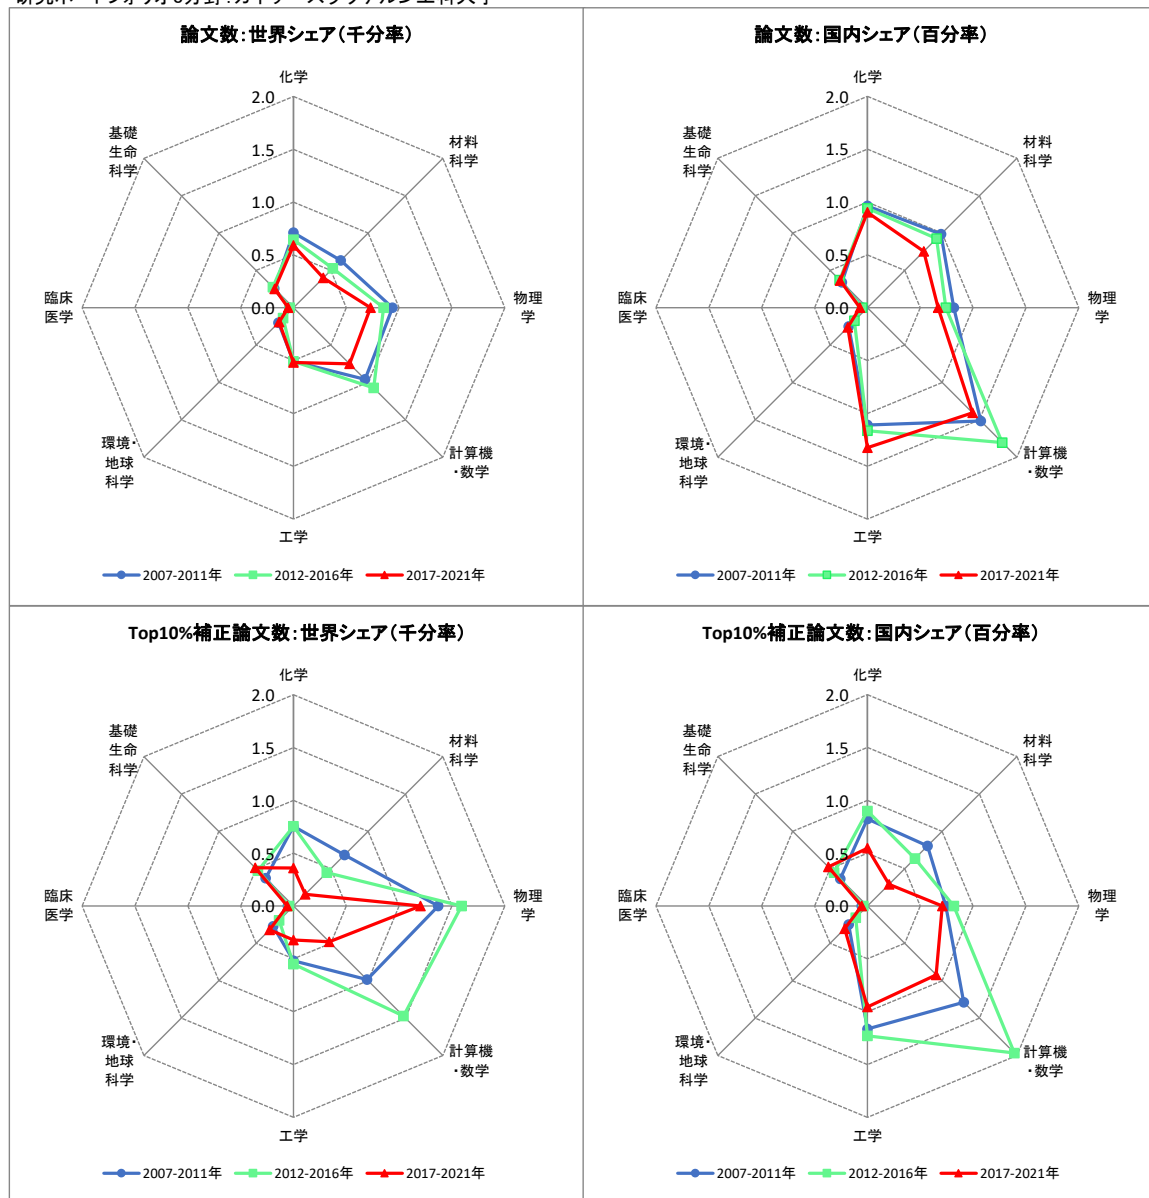 論文数：世界シェア（千分率）
化学
2.0
1.5
1.0
0.5
0.0
材料
科学
物理
学
計算機
・数学
工学
環境・
地球
科学
臨床
医学
基礎
生命
科学
2007-2011年 2012-2016年 2017-2021年
論文数：国内シェア（百分率）
化学
2.0
1.5
1.0
0.5
0.0
材料
科学
物理
学
計算機
・数学
工学
環境・
地球
科学
臨床
医学
基礎
生命
科学
2007-2011年 2012-2016年 2017-2021年
Top10%補正論文数：世界シェア（千分率）
化学
2.0
1.5
1.0
0.5
0.0
材料
科学
物理
学
計算機
・数学
工学
環境・
地球
科学
臨床
医学
基礎
生命
科学
2007-2011年 2012-2016年 2017-2021年
Top10%補正論文数：国内シェア（百分率）
化学
2.0
1.5
1.0
0.5
0.0
材料
科学
物理
学
計算機
・数学
工学
環境・
地球
科学
臨床
医学
基礎
生命
科学
2007-2011年 2012-2016年 2017-2021年